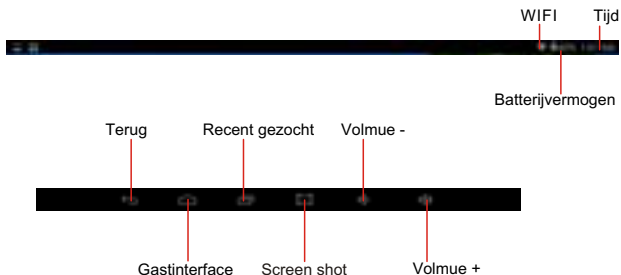 WIFI Tijd
Batterijvermogen
Terug Recent gezocht Volmue -
Gastinterface Screen shot Volmue +